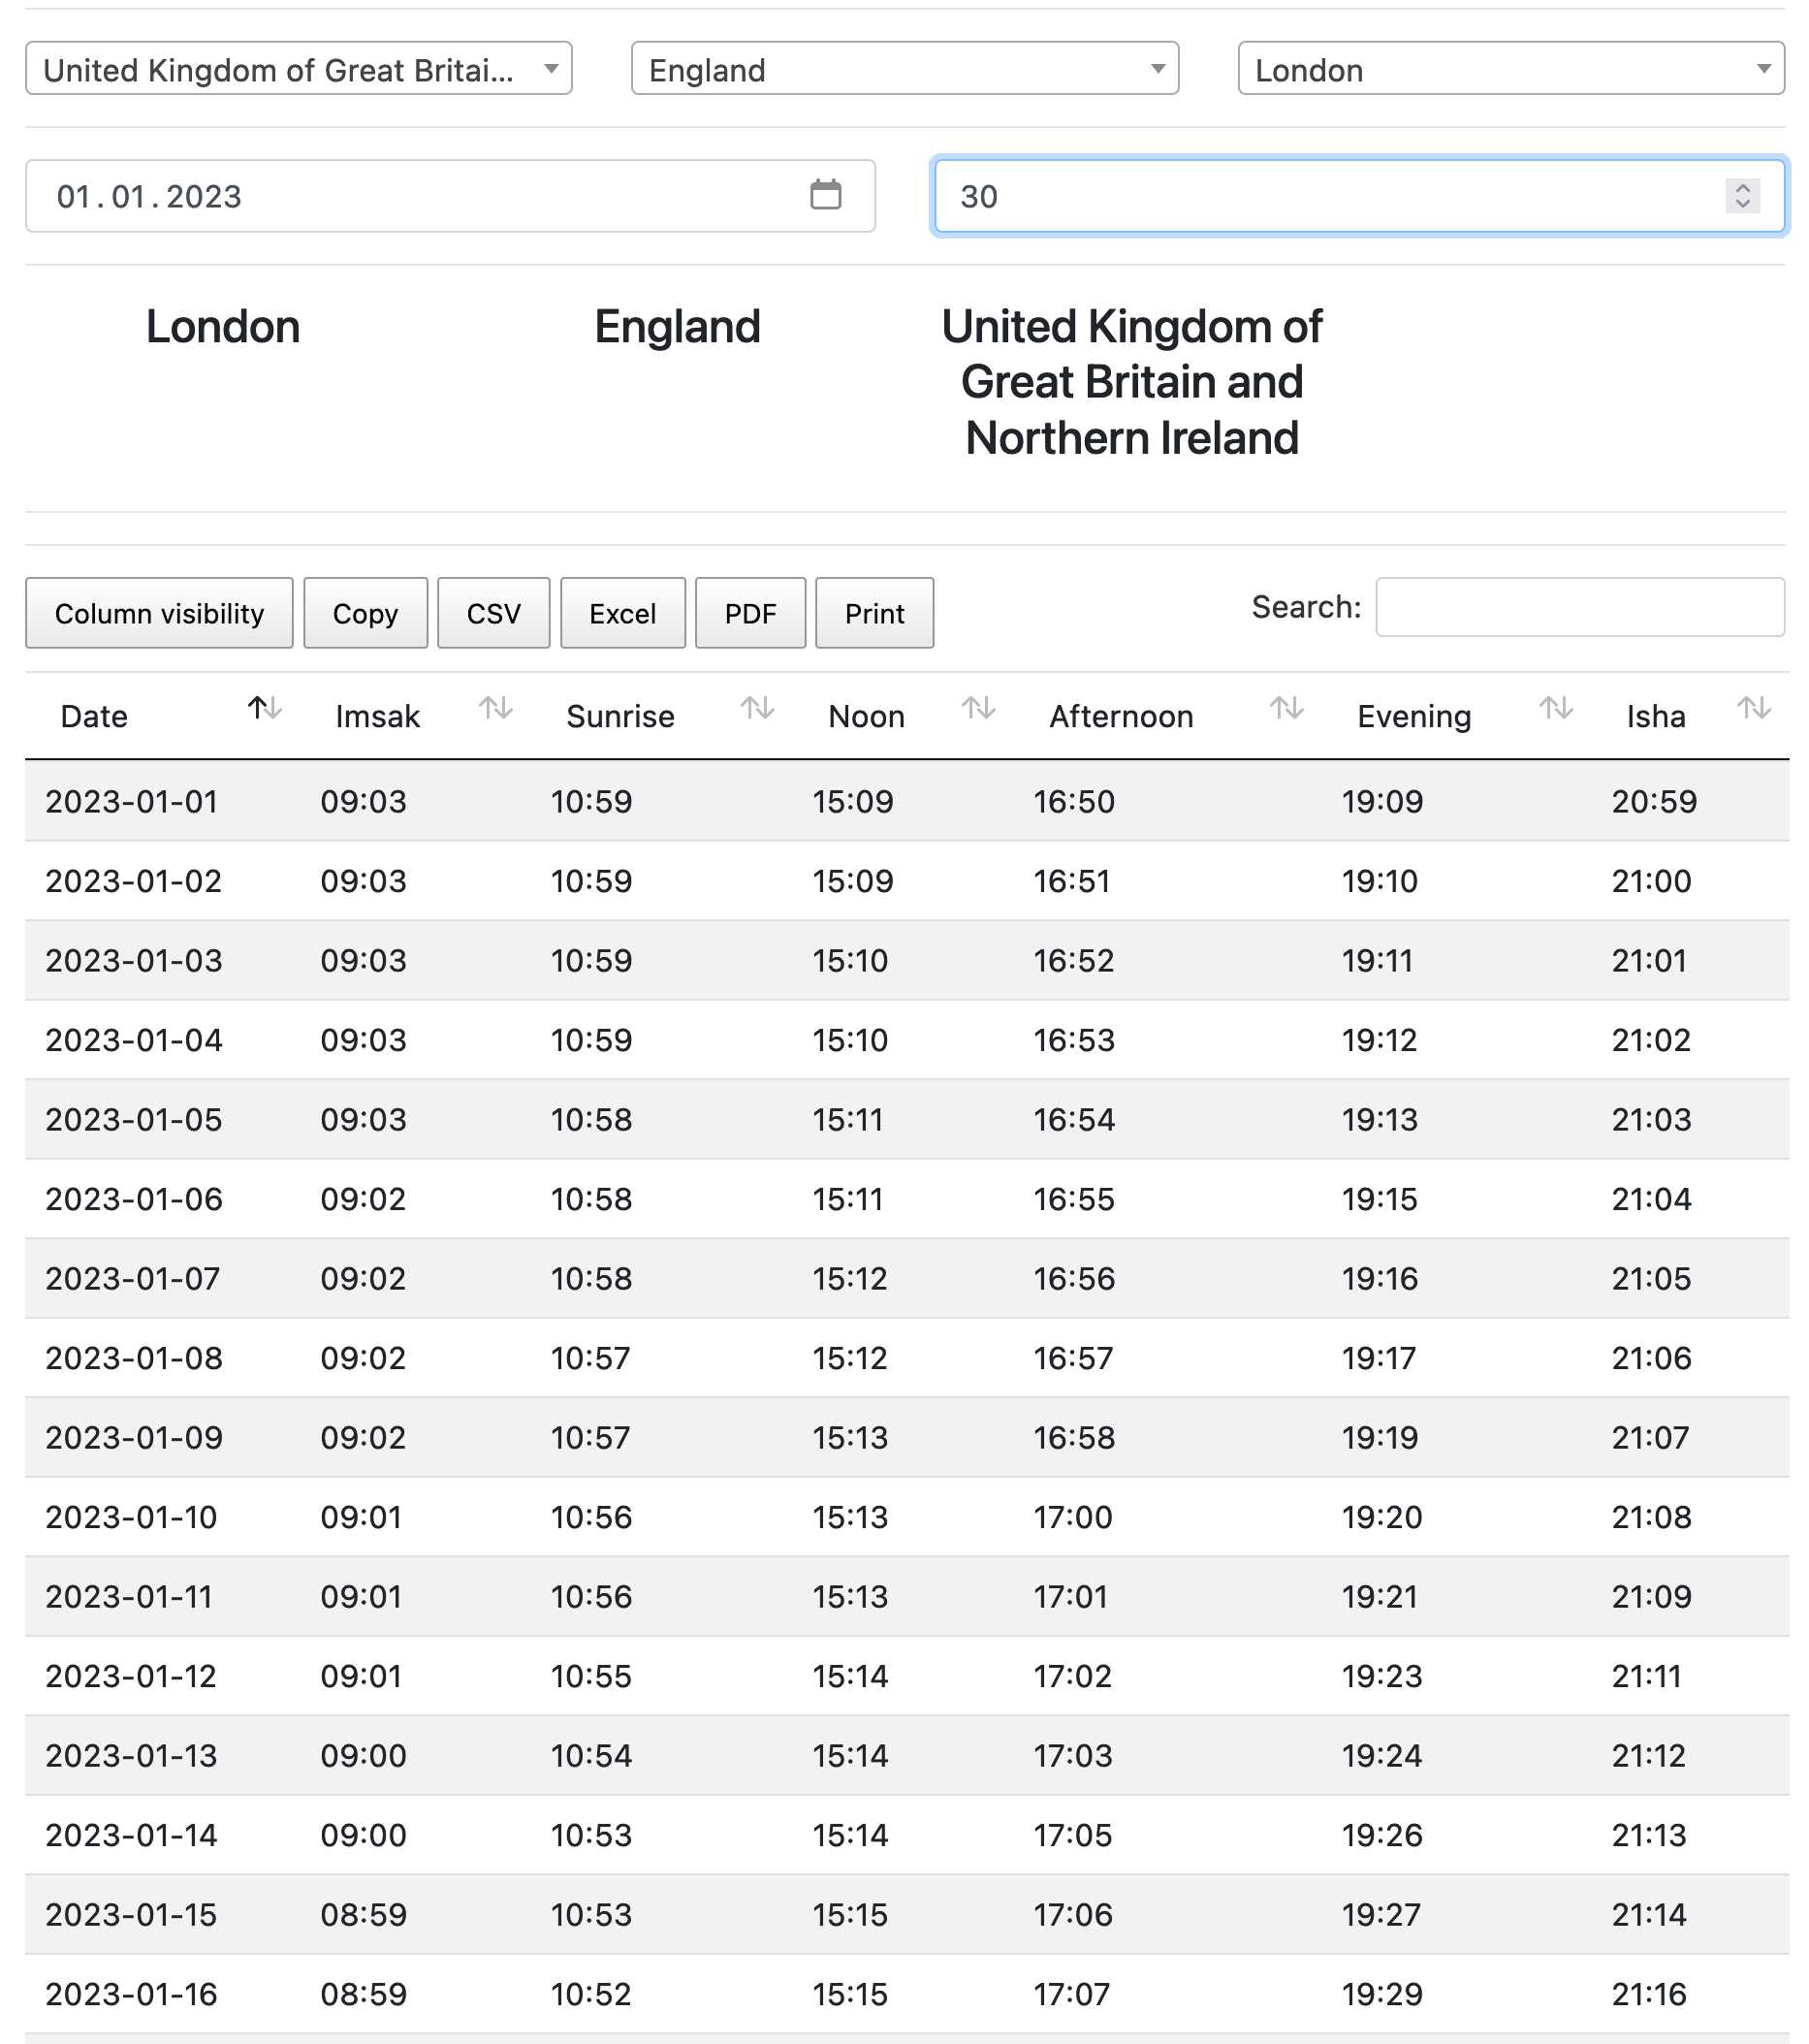 United Kingdom of Great Britai... England London
01.01.2023 30
London England United Kingdom of
Great Britain and
Northern Ireland
Column visibility Copy CSV Excel PDF Print Search:
Date Imsak Sunrise Noon Afternoon Evening Isha
2023-01-01 09:03 10:59 15:09 16:50 19:09 20:59
2023-01-02 09:03 10:59 15:09 16:51 19:10 21:00
2023-01-03 09:03 10:59 15:10 16:52 19:11 21:01
2023-01-04 09:03 10:59 15:10 16:53 19:12 21:02
2023-01-05 09:03 10:58 15:11 16:54 19:13 21:03
2023-01-06 09:02 10:58 15:11 16:55 19:15 21:04
2023-01-07 09:02 10:58 15:12 16:56 19:16 21:05
2023-01-08 09:02 10:57 15:12 16:57 19:17 21:06
2023-01-09 09:02 10:57 15:13 16:58 19:19 21:07
2023-01-10 09:01 10:56 15:13 17:00 19:20 21:08
2023-01-11 09:01 10:56 15:13 17:01 19:21 21:09
2023-01-12 09:01 10:55 15:14 17:02 19:23 21:11
2023-01-13 09:00 10:54 15:14 17:03 19:24 21:12
2023-01-14 09:00 10:53 15:14 17:05 19:26 21:13
2023-01-15 08:59 10:53 15:15 17:06 19:27 21:14
2023-01-16 08:59 10:52 15:15 17:07 19:29 21:16